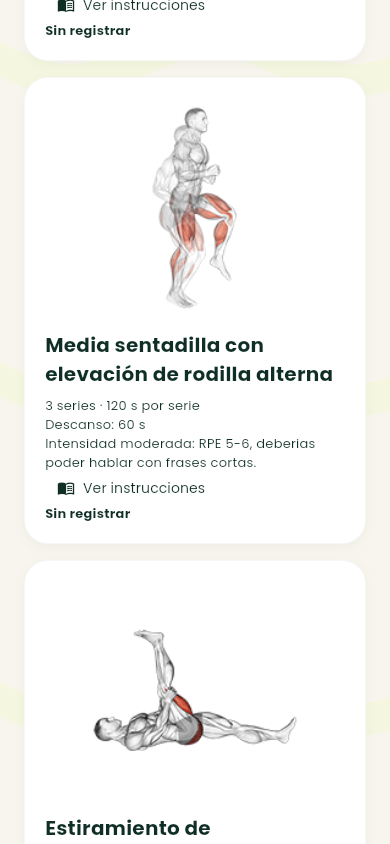 Ver instrucciones
Sin registrar
Media sentadilla con
elevación de rodilla alterna
3 series · 120 s por serie
Descanso: 60 s
Intensidad moderada: RPE 5-6, deberias
poder hablar con frases cortas.
Ver instrucciones
Sin registrar
Estiramiento de